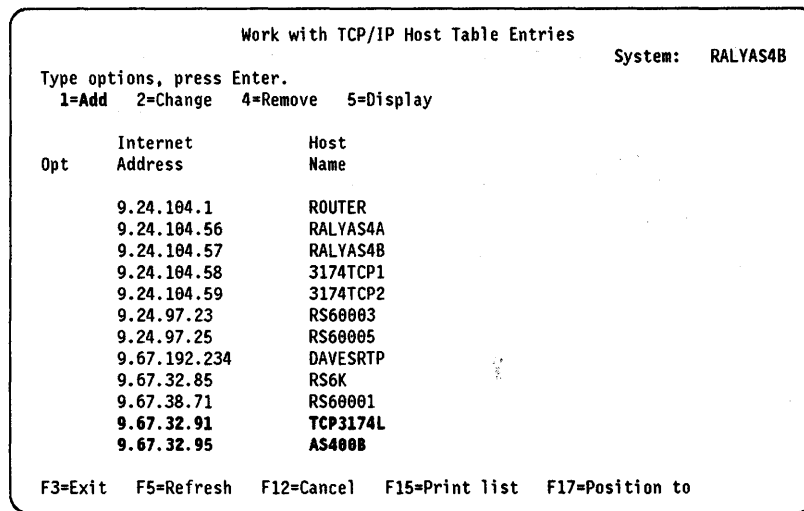 Work with TCP/IP Host Table Entries
System: RALYAS4B
Type options, press Enter.
1=Add 2=Change 4=Remove 5=Display
Internet Host
Opt Address Name
9.24.104.1 ROUTER
9.24.104.56 RALYAS4A
9.24.104.57 RALYAS4B
9.24.104.58 3174TCP1
9.24.104.59 3174TCP2
9.24.97.23 RS60003
9.24.97.25 RS60005
9.67.192.234 DAVESRTP
9.67.32.85 RS6K
9.67.38.71 RS60001
9.67.32.91 TCP3174L
9.67.32.95 AS400B
F3=Exit F5=Refresh F12=Cancel F15=Print list F17=Position to